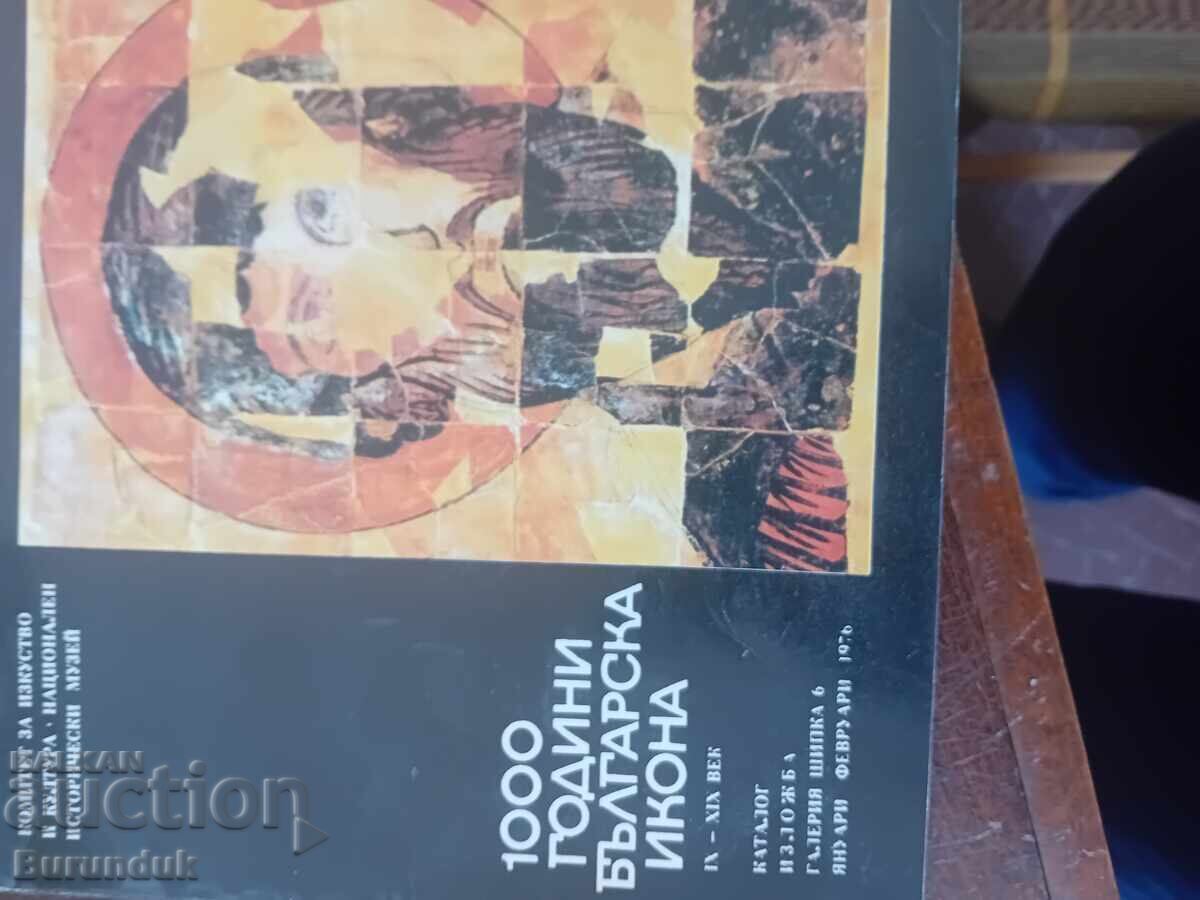 КОМИТЕТ ЗА ИЗКУСТВО
И КУЛТУРА · НАЦИОНАЛЕН
ИСТОРИЧЕСКИ МУЗЕЙ
1000
ГОДИНИ
БЪЛГАРСКА
ИКОНА
IX – XIX ВЕК
КАТАЛОГ
ИЗЛОЖБА
ГАЛЕРИЯ ШИПКА 6
ЯНУАРИ ФЕВРУАРИ 1976
BALKAN
auction
Burunduk